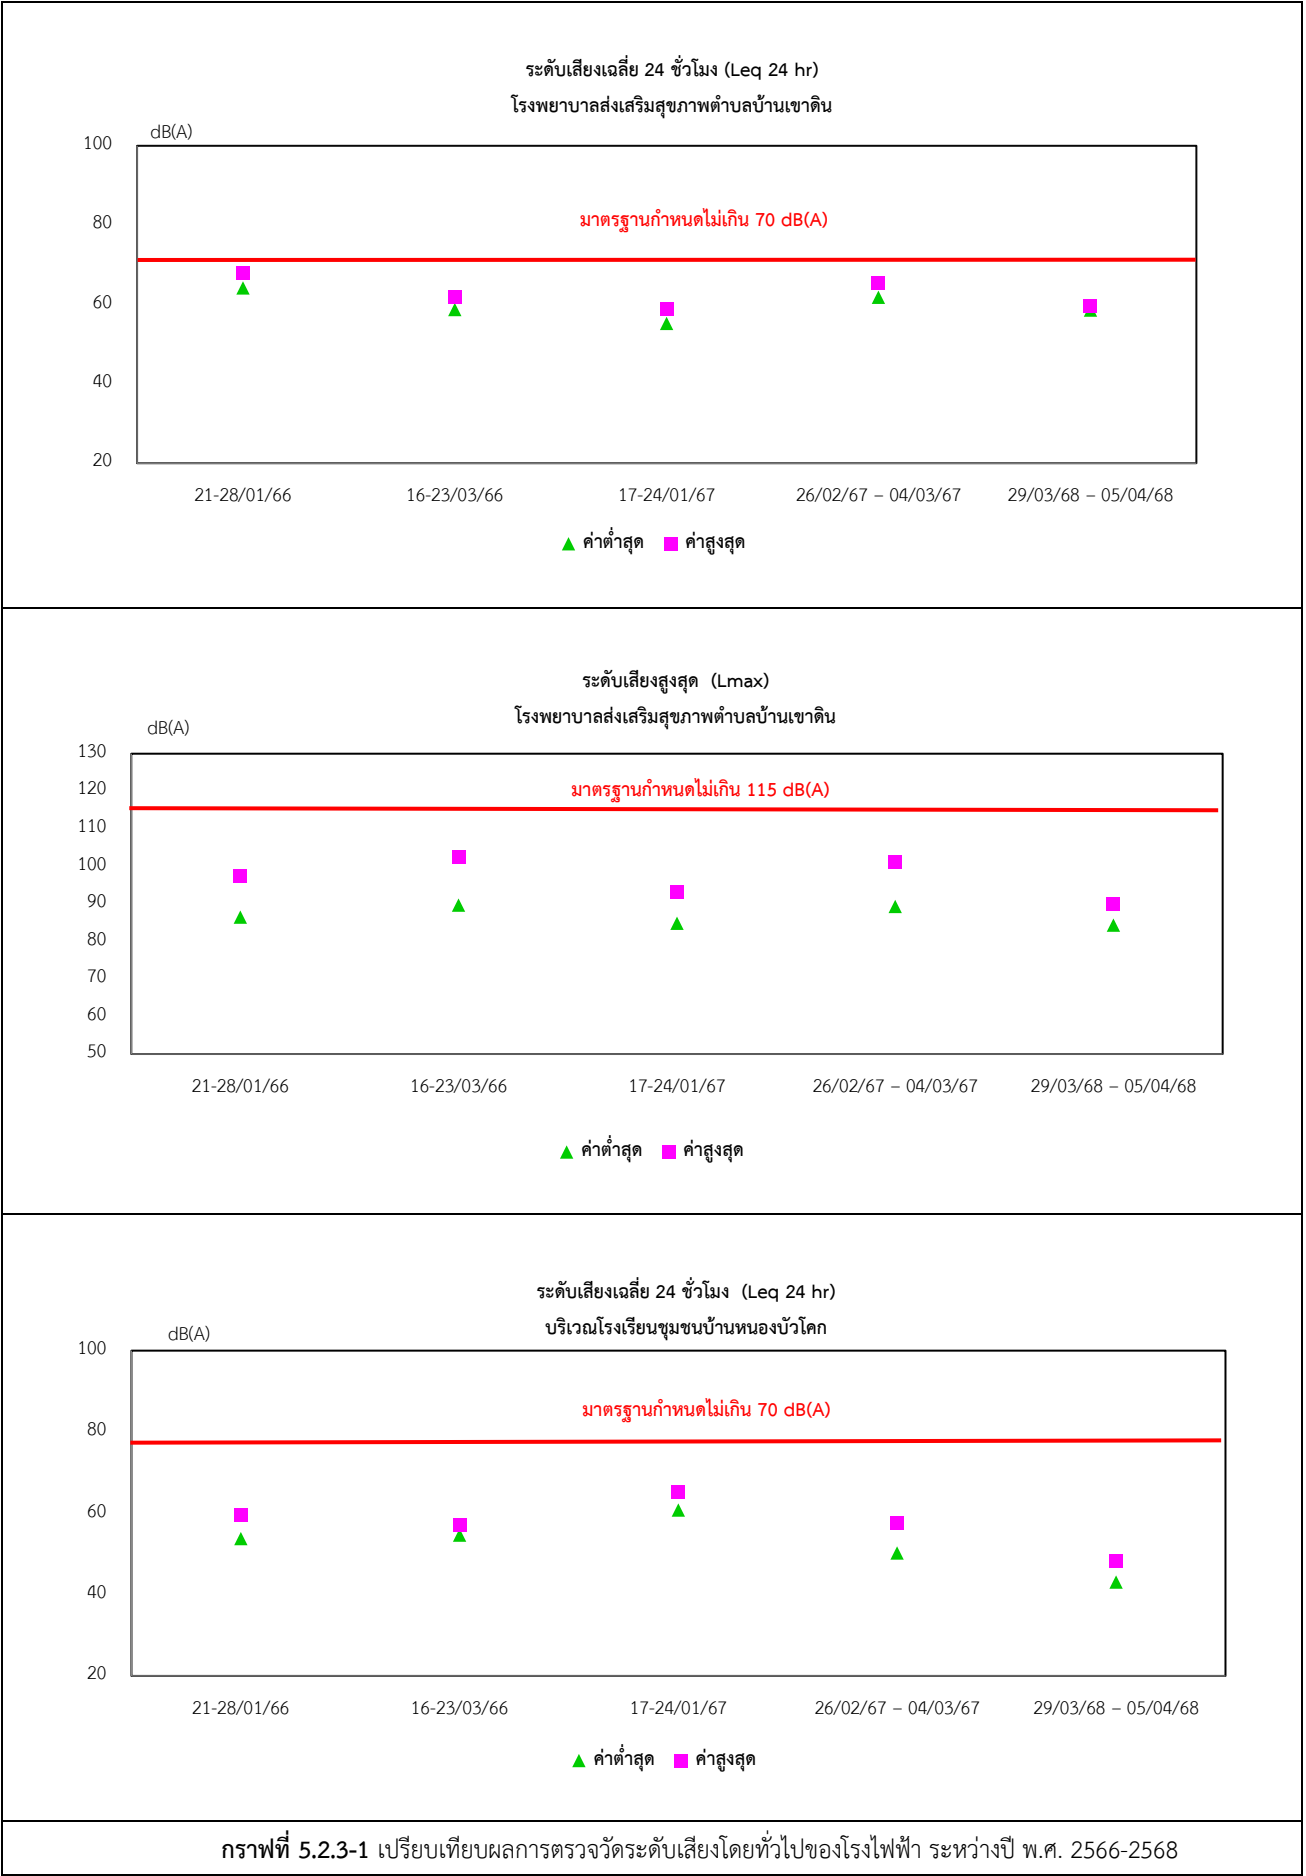 ระดับเสียงเฉลี่ย 24 ชั่วโมง (Leq 24 hr)
โรงพยาบาลส่งเสริมสุขภาพตำบลบ้านเขาดิน
dB(A)
100
80
มาตรฐานกำหนดไม่เกิน 70 dB(A)
60
40
20
21-28/01/66 16-23/03/66 17-24/01/67 26/02/67 – 04/03/67 29/03/68 – 05/04/68
ค่าต่ำสุด ค่าสูงสุด
ระดับเสียงสูงสุด (Lmax)
โรงพยาบาลส่งเสริมสุขภาพตำบลบ้านเขาดิน
dB(A)
130
120
มาตรฐานกำหนดไม่เกิน 115 dB(A)
110
100
90
80
70
60
50
21-28/01/66 16-23/03/66 17-24/01/67 26/02/67 – 04/03/67 29/03/68 – 05/04/68
ค่าต่ำสุด ค่าสูงสุด
ระดับเสียงเฉลี่ย 24 ชั่วโมง (Leq 24 hr)
บริเวณโรงเรียนชุมชนบ้านหนองบัวโคก
dB(A)
100
มาตรฐานกำหนดไม่เกิน 70 dB(A)
80
60
40
20
21-28/01/66 16-23/03/66 17-24/01/67 26/02/67 – 04/03/67 29/03/68 – 05/04/68
ค่าต่ำสุด ค่าสูงสุด
กราฟที่ 5.2.3-1 เปรียบเทียบผลการตรวจวัดระดับเสียงโดยทั่วไปของโรงไฟฟ้า ระหว่างปี พ.ศ. 2566-2568